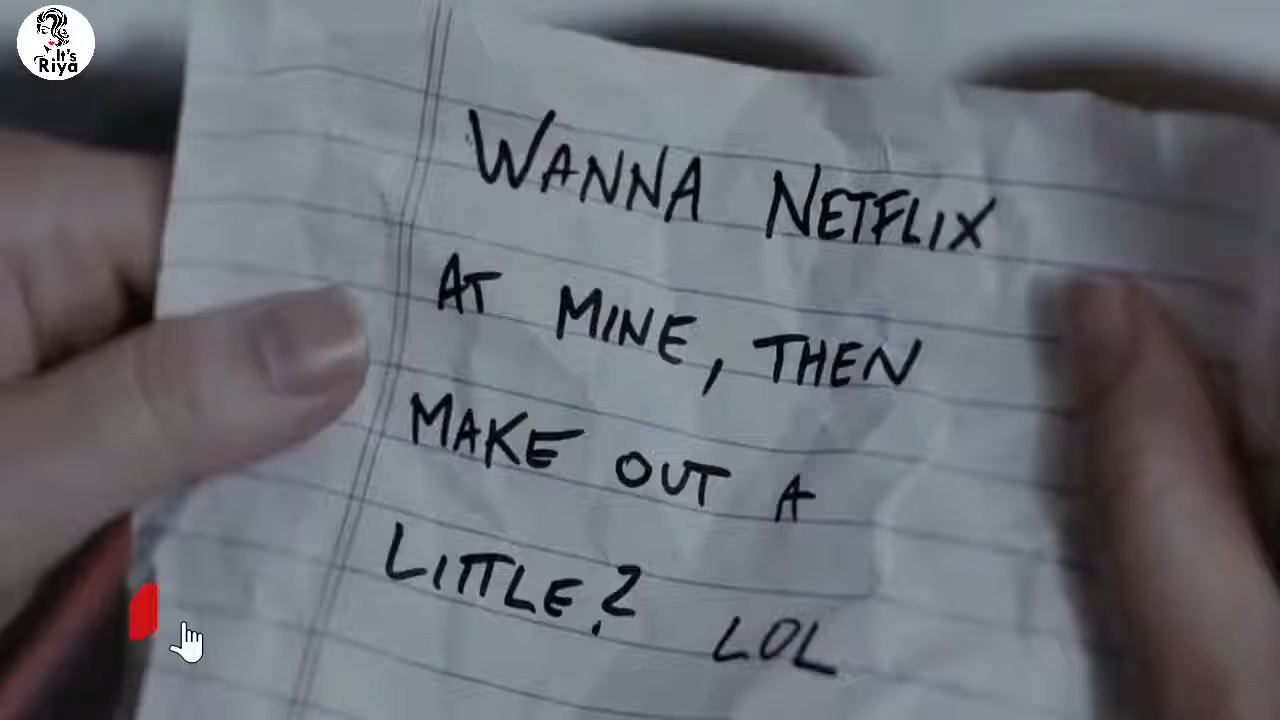 It's
Riya
WANNA NETFLIX
AT MINE, THEN
MAKE OUT A
LITTLE? LOL